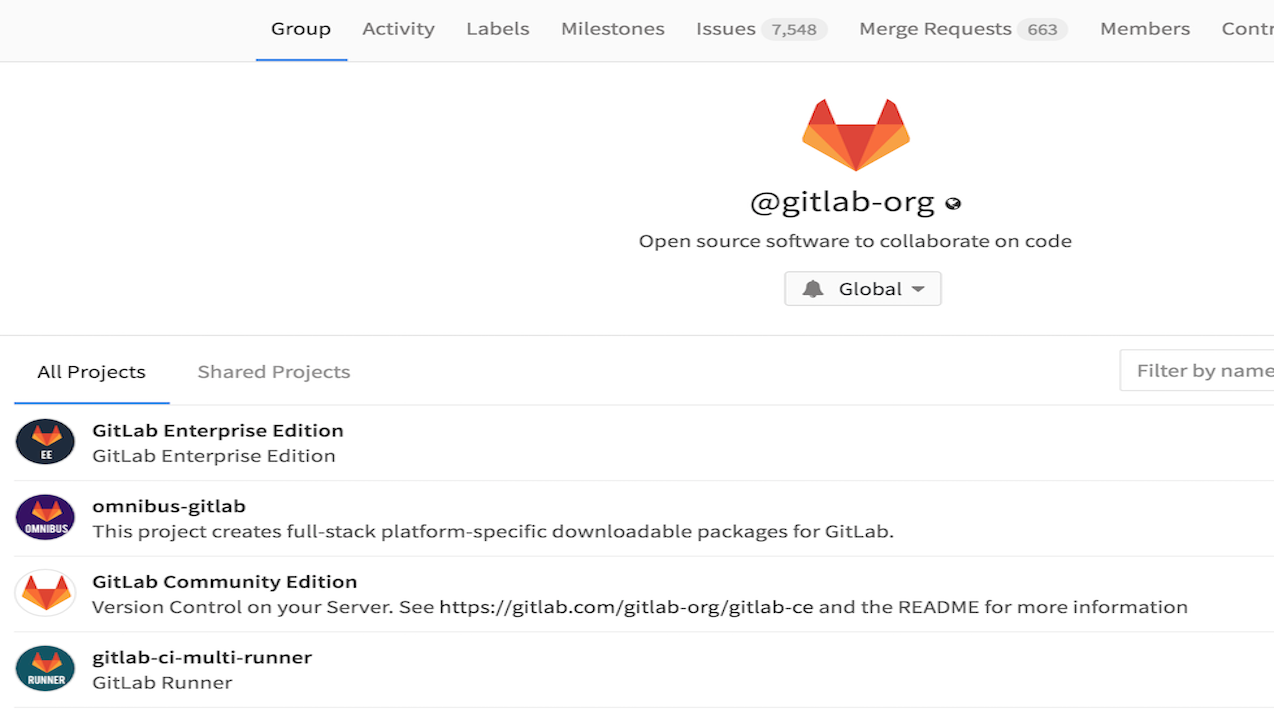 Group Activity Labels Milestones Issues 7,548 Merge Requests 663 Members Contr
@gitlab-org
Open source software to collaborate on code
Global
All Projects Shared Projects Filter by name
EE
GitLab Enterprise Edition
GitLab Enterprise Edition
OMNIBUS
omnibus-gitlab
This project creates full-stack platform-specific downloadable packages for GitLab.
GitLab Community Edition
Version Control on your Server. See https://gitlab.com/gitlab-org/gitlab-ce and the README for more information
RUNNER
gitlab-ci-multi-runner
GitLab Runner